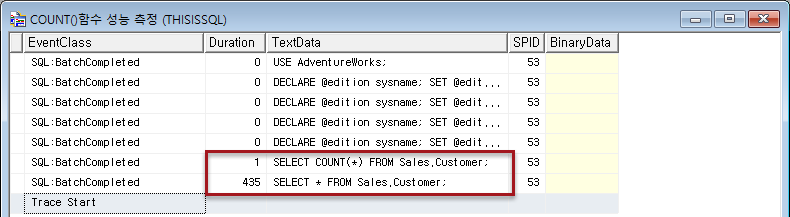 COUNT()함수 성능 측정 (THISISSQL)
EventClass Duration TextData SPID BinaryData
SQL:BatchCompleted 0 USE AdventureWorks; 53
SQL:BatchCompleted 0 DECLARE @edition sysname; SET @edit... 53
SQL:BatchCompleted 0 DECLARE @edition sysname; SET @edit... 53
SQL:BatchCompleted 0 DECLARE @edition sysname; SET @edit... 53
SQL:BatchCompleted 0 DECLARE @edition sysname; SET @edit... 53
SQL:BatchCompleted 1 SELECT COUNT(*) FROM Sales.Customer; 53
SQL:BatchCompleted 435 SELECT * FROM Sales.Customer; 53
Trace Start